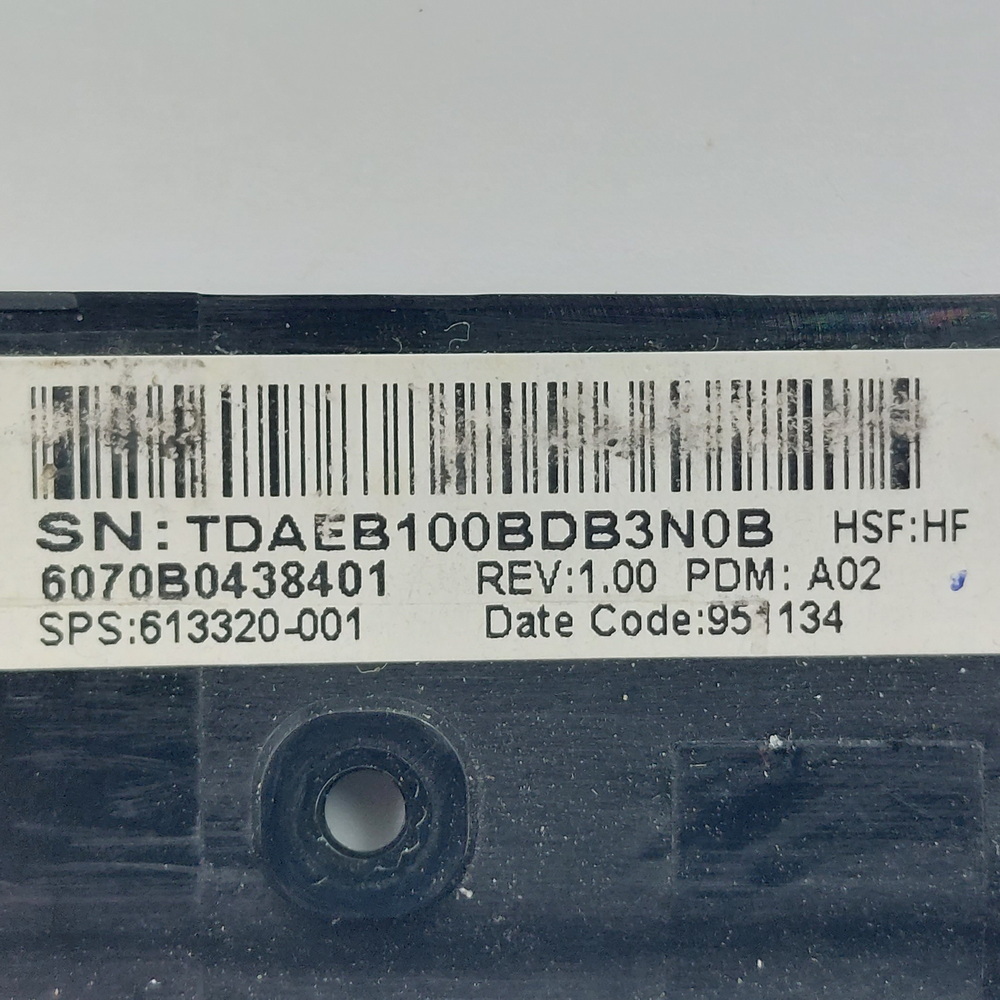 SN:TDAEB100BDB3N0B HSF:HF
6070B0438401 REV:1.00 PDM: A02
SPS:613320-001 Date Code:951134